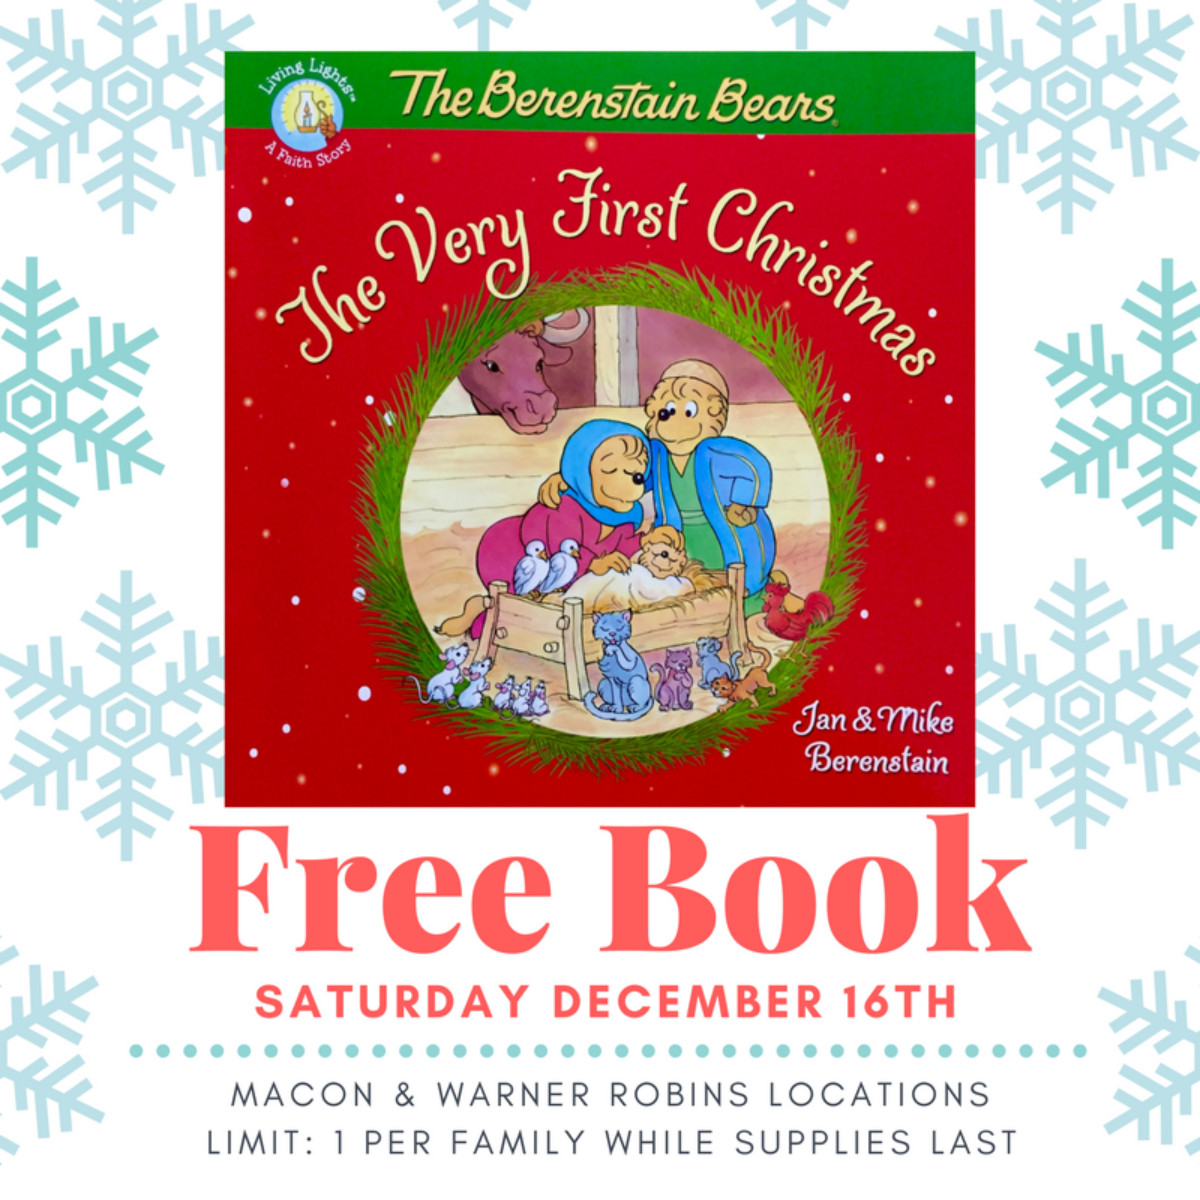 Living Lights™
A Faith Story
The Berenstain Bears®
The Very First Christmas
Jan & Mike
Berenstain
Free Book
SATURDAY DECEMBER 16TH
MACON & WARNER ROBINS LOCATIONS
LIMIT: 1 PER FAMILY WHILE SUPPLIES LAST